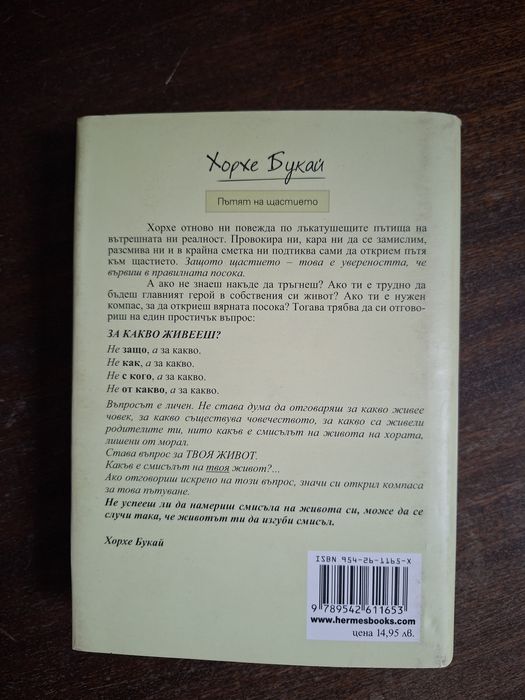 Хорхе Букай
Пътят на щастието
Хорхе отново ни повежда по лъкатушещите пътища на
вътрешната ни реалност. Провокира ни, кара ни да се замислим,
разсмива ни и в крайна сметка ни подтиква сами да открием пътя
към щастието. Защото щастието – това е увереността, че
вървиш в правилната посока.
А ако не знаеш накъде да тръгнеш? Ако ти е трудно да
бъдеш главният герой в собствения си живот? Ако ти е нужен
компас, за да откриеш вярната посока? Тогава трябва да си отгово-
риш на един простичък въпрос:
ЗА КАКВО ЖИВЕЕШ?
Не защо, а за какво.
Не как, а за какво.
Не с кого, а за какво.
Не от какво, а за какво.
Въпросът е личен. Не става дума да отговаряш за какво живее
човек, за какво съществува човечеството, за какво са живели
родителите ти, нито какъв е смисълът на живота на хората,
лишени от морал.
Става въпрос за ТВОЯ ЖИВОТ.
Какъв е смисълът на твоя живот?...
Ако отговориш искрено на този въпрос, значи си открил компаса
за това пътуване.
Не успееш ли да намериш смисъла на живота си, може да се
случи така, че животът ти да изгуби смисъл.
Хорхе Букай
ISBN 954-26-1165-X
9 789542 611653
www.hermesbooks.com
цена 14,95 лв.